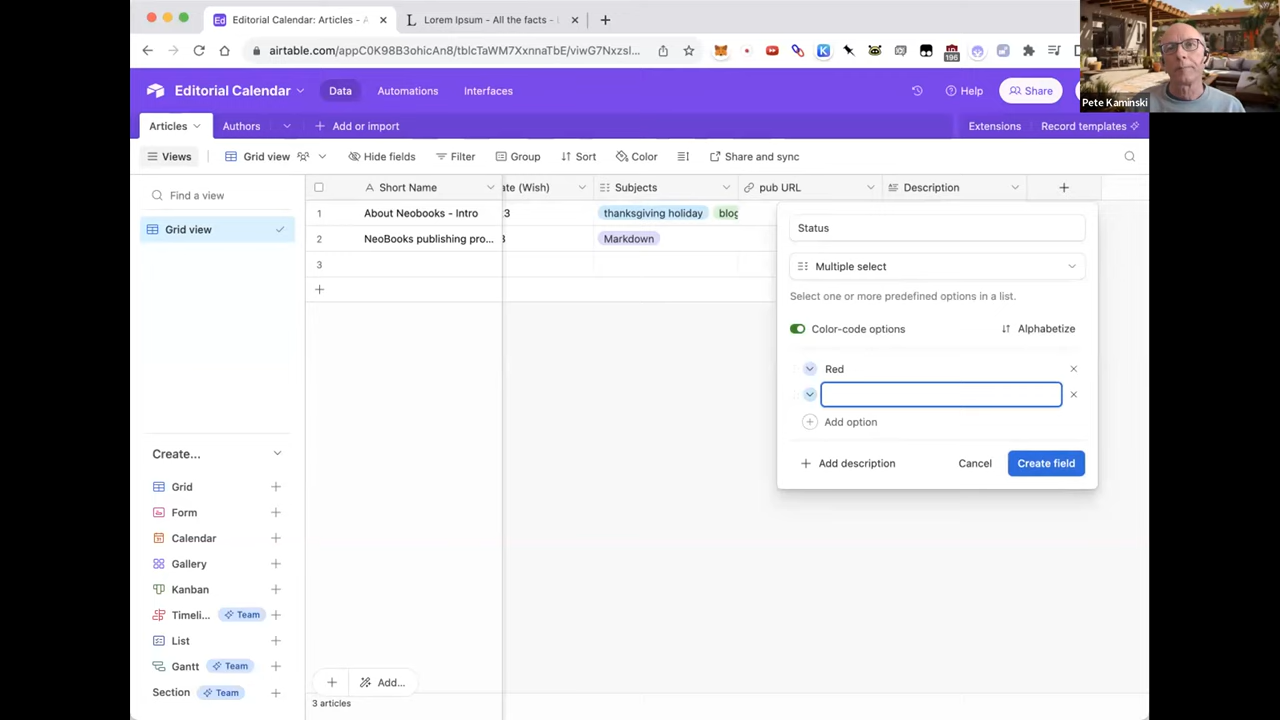 Editorial Calendar: Articles - A
Lorem Ipsum - All the facts - L
airtable.com/appC0K98B3ohicAn8/tblcTaWM7XxnnaTbE/viwG7Nxzsl...
196
Pete Kaminski
Editorial Calendar
Data
Automations
Interfaces
Help
Share
Articles
Authors
Add or import
Extensions
Record templates
Views
Grid view
Hide fields
Filter
Group
Sort
Color
Share and sync
Find a view
Grid view
Short Name
ate (Wish)
Subjects
pub URL
Description
1 About Neobooks - Intro 3 thanksgiving holiday blog
2 NeoBooks publishing pro... 3 Markdown
3
Status
Multiple select
Select one or more predefined options in a list.
Color-code options
Alphabetize
Red
Add option
Add description
Cancel
Create field
Create...
Grid
Form
Calendar
Gallery
Kanban
Timeli... Team
List
Gantt Team
Section Team
Add...
3 articles